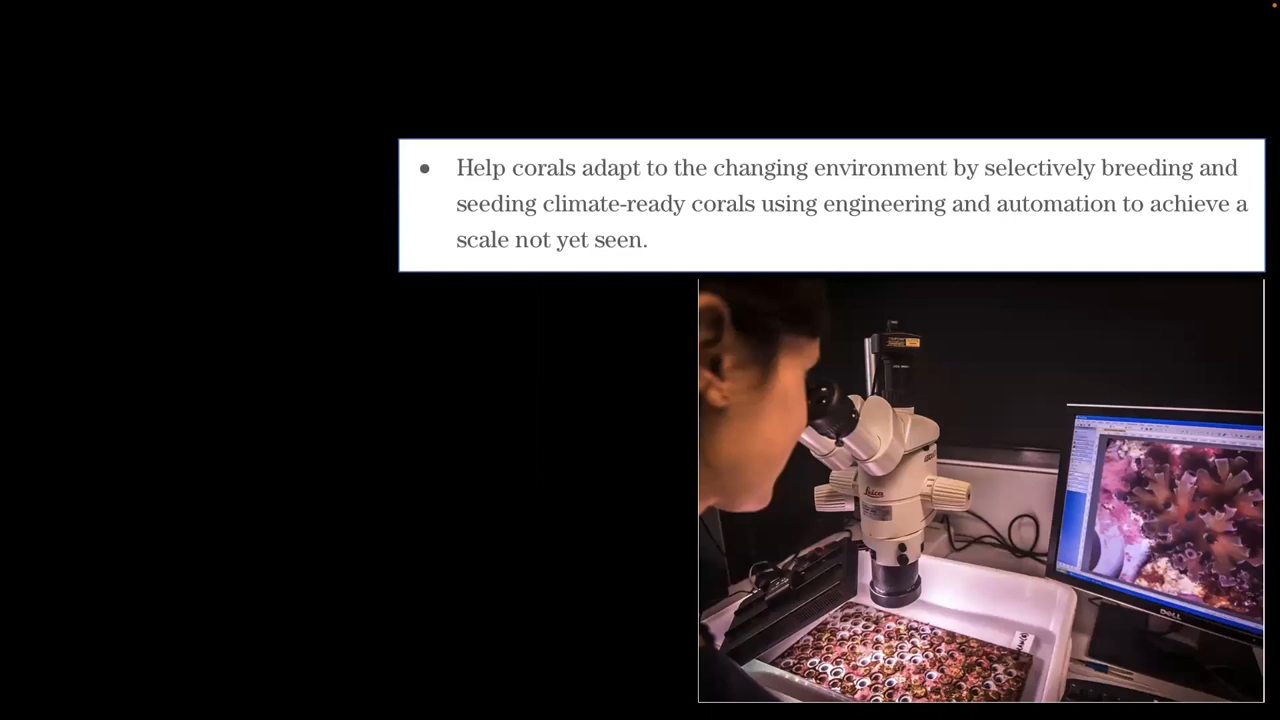 ● Help corals adapt to the changing environment by selectively breeding and
seeding climate-ready corals using engineering and automation to achieve a
scale not yet seen.
Leica
DELL